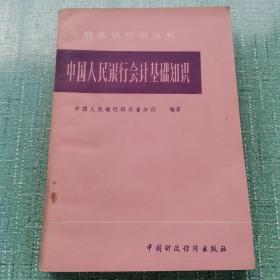 金融基础知识丛书
中国人民银行会计基础知识
中国人民银行四川省分行 编著
中国财政经济出版社